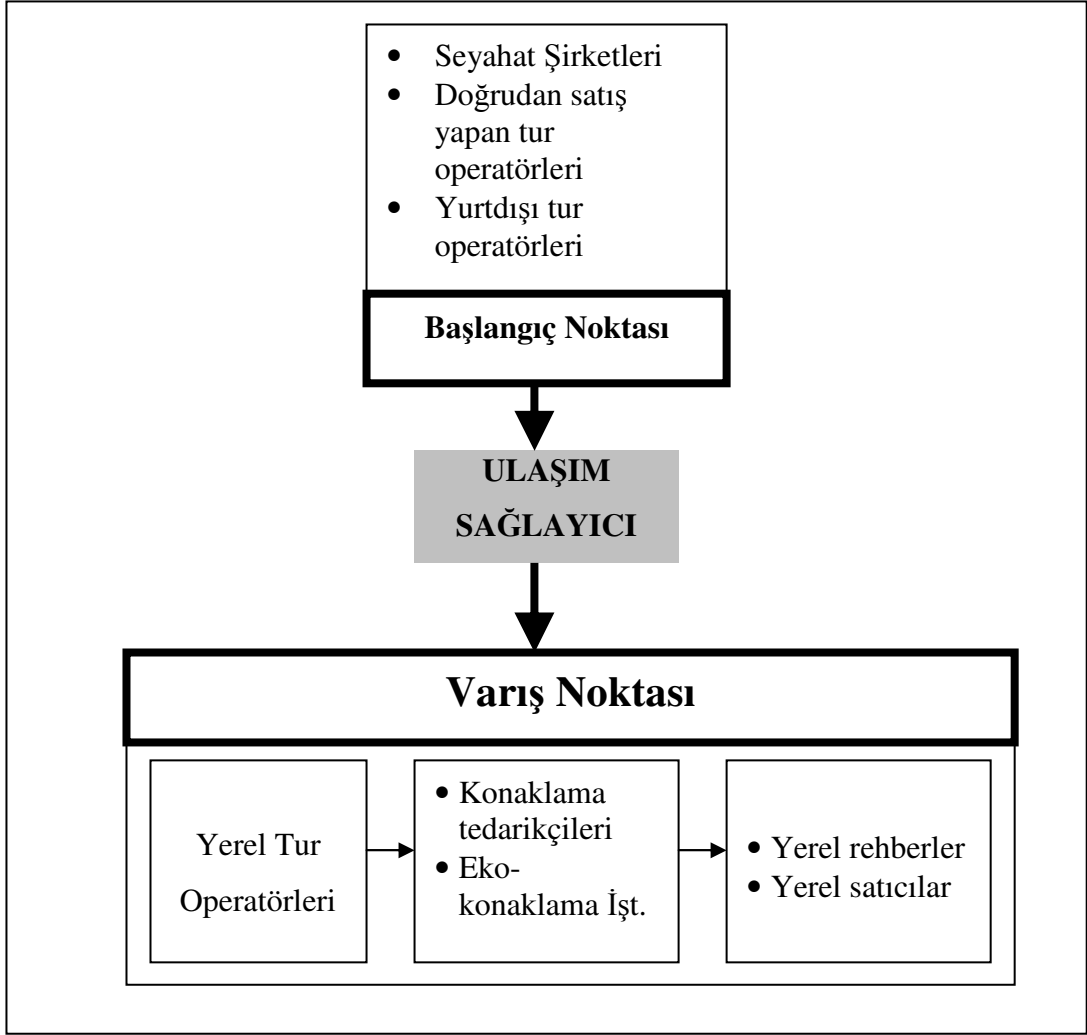 • Seyahat Şirketleri
• Doğrudan satış
yapan tur
operatörleri
• Yurtdışı tur
operatörleri
Başlangıç Noktası
ULAŞIM
SAĞLAYICI
Varış Noktası
Yerel Tur
Operatörleri
• Konaklama
tedarikçileri
• Eko-
konaklama İşt.
• Yerel rehberler
• Yerel satıcılar